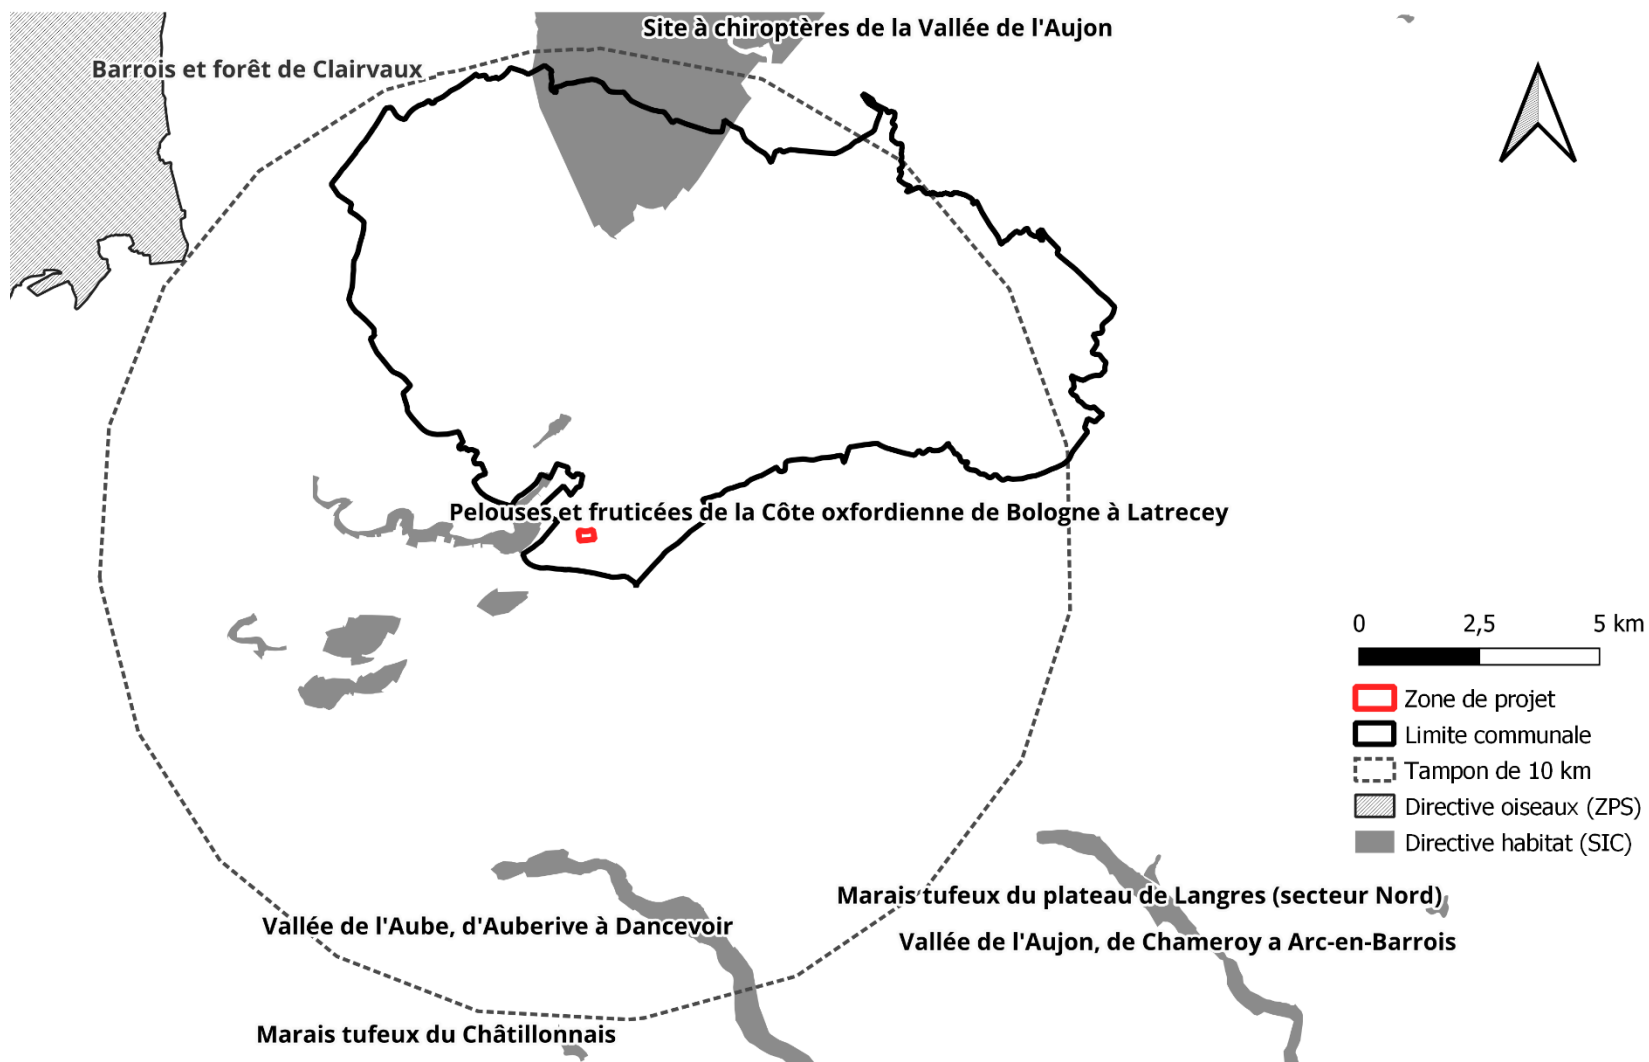 Site à chiroptères de la Vallée de l'Aujon
Barrois et forêt de Clairvaux
Pelouses et fruticées de la Côte oxfordienne de Bologne à Latrecey
0 2,5 5 km
Zone de projet
Limite communale
Tampon de 10 km
Directive oiseaux (ZPS)
Directive habitat (SIC)
Marais tufeux du plateau de Langres (secteur Nord)
Vallée de l'Aube, d'Auberive à Dancevoir
Vallée de l'Aujon, de Chameroy a Arc-en-Barrois
Marais tufeux du Châtillonnais